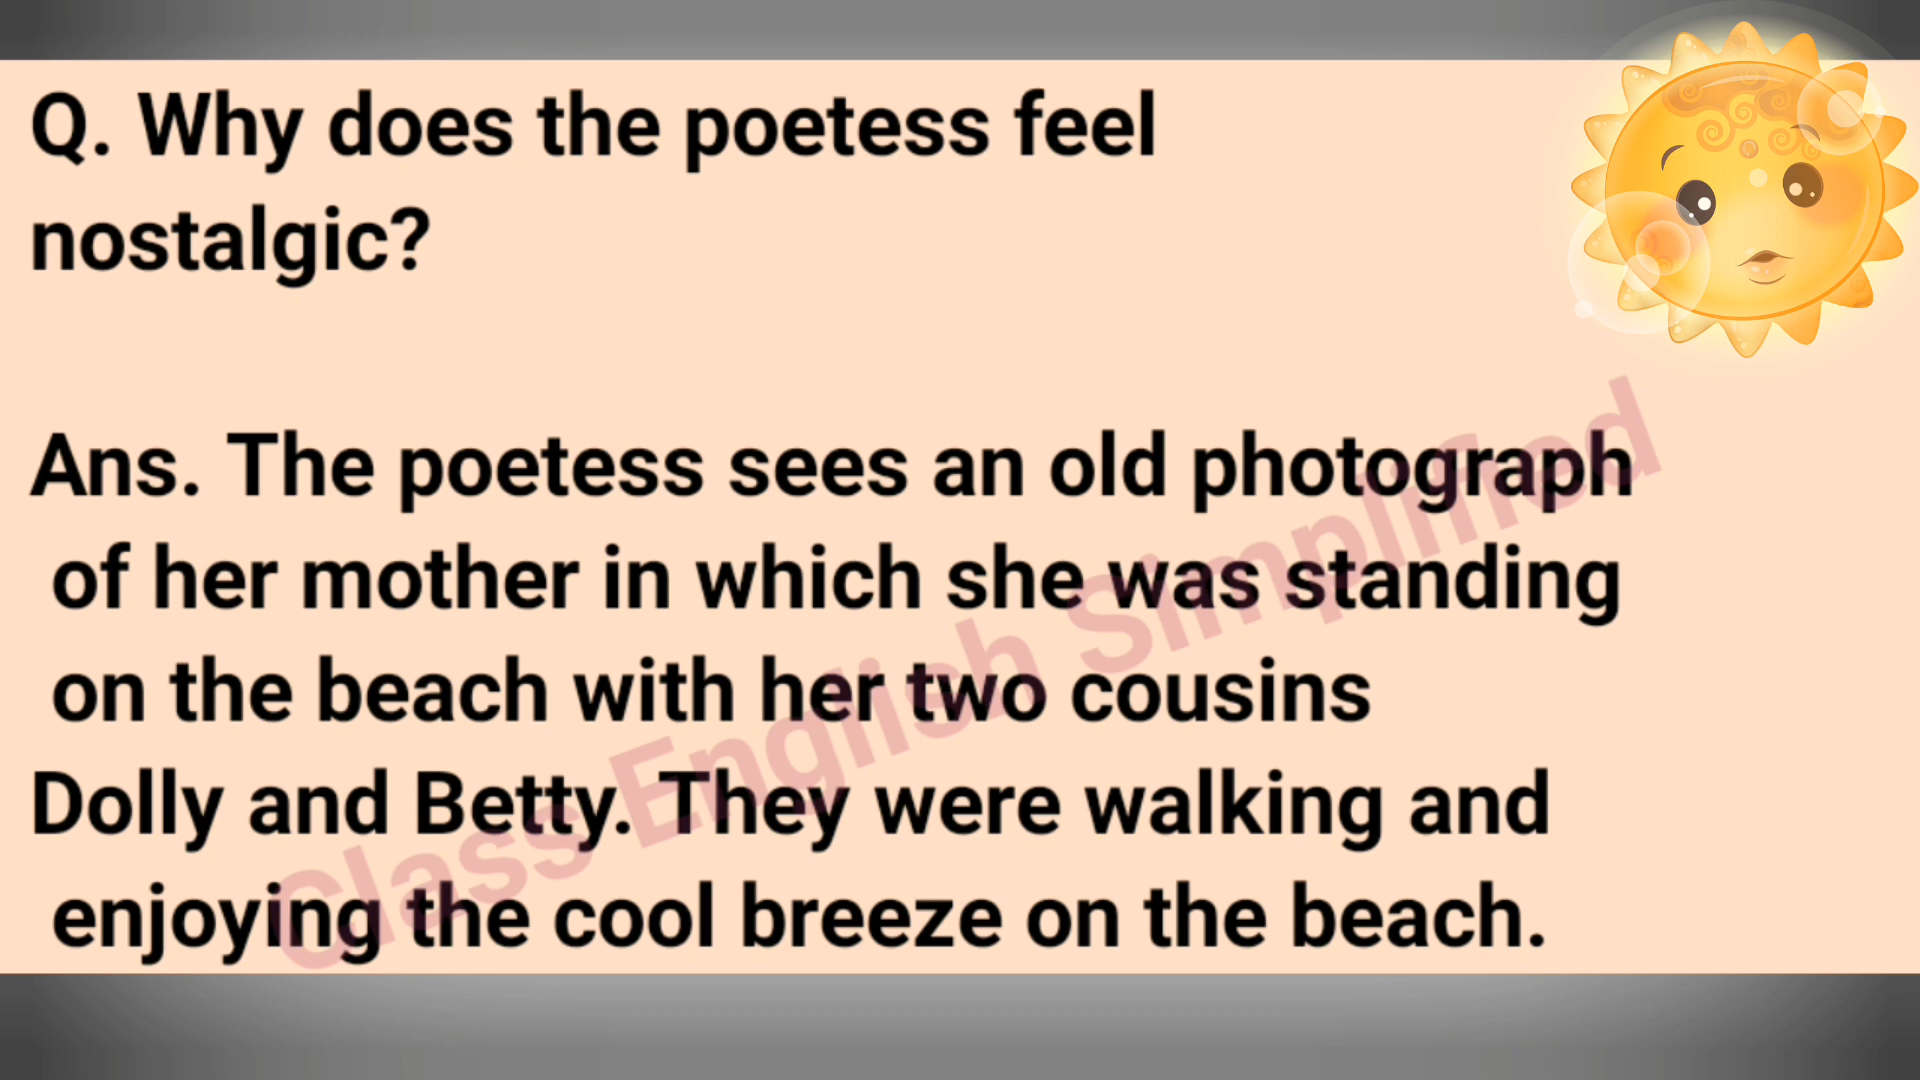 Q. Why does the poetess feel
nostalgic?
Ans. The poetess sees an old photograph
of her mother in which she was standing
on the beach with her two cousins
Dolly and Betty. They were walking and
enjoying the cool breeze on the beach.
Class English Simplified